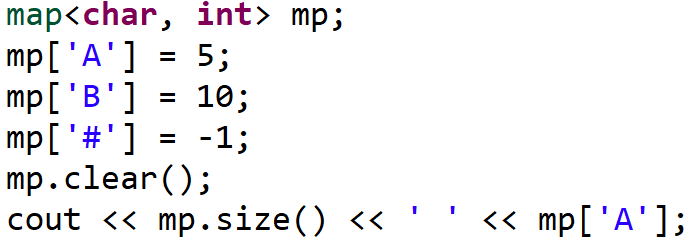 map<char, int> mp;
mp['A'] = 5;
mp['B'] = 10;
mp['#'] = -1;
mp.clear();
cout << mp.size() << ' ' << mp['A'];